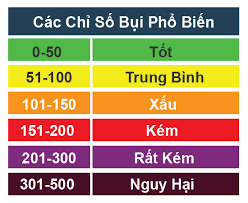 Các Chỉ Số Bụi Phổ Biến
0-50 Tốt
51-100 Trung Bình
101-150 Xấu
151-200 Kém
201-300 Rất Kém
301-500 Nguy Hại